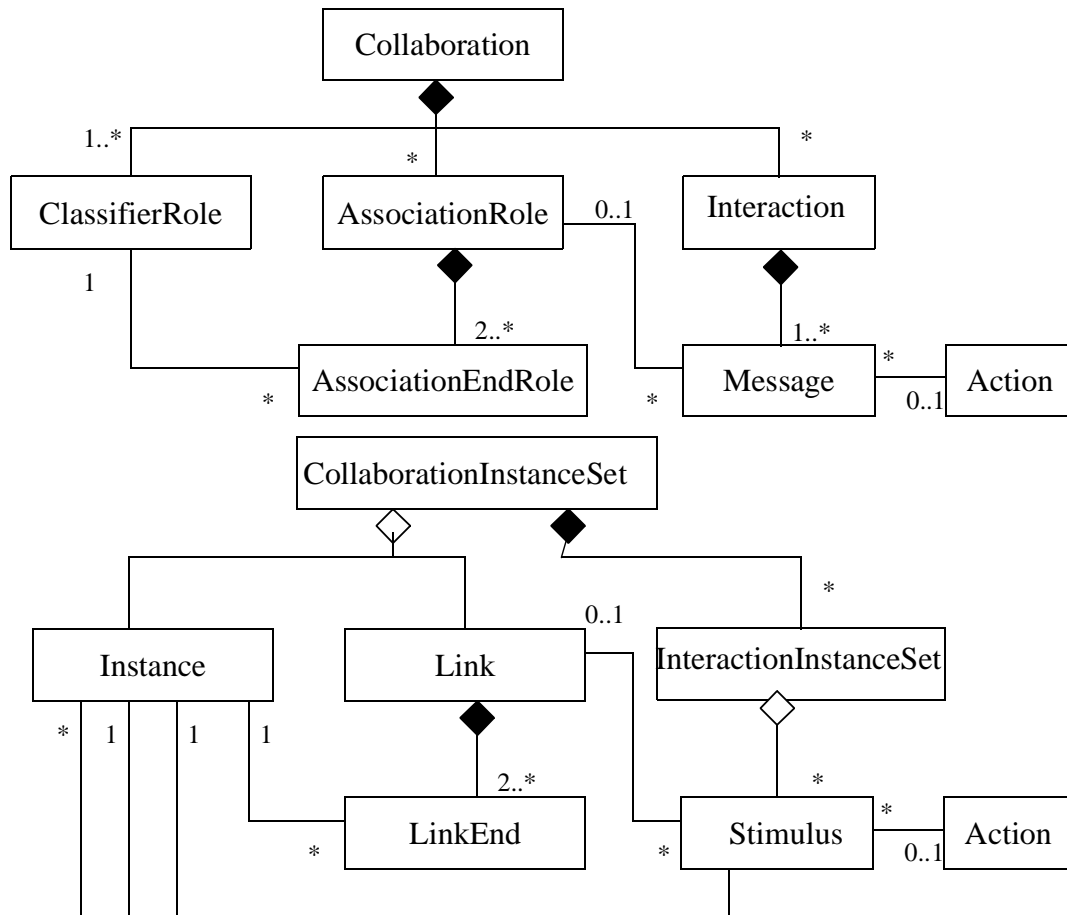 Collaboration
1..*
*
*
ClassifierRole
AssociationRole
0..1
Interaction
1
2..*
1..*
AssociationEndRole
*
*
Message
*
0..1
Action
CollaborationInstanceSet
*
0..1
Instance
Link
InteractionInstanceSet
*
1
1
1
2..*
*
LinkEnd
*
*
Stimulus
*
0..1
Action